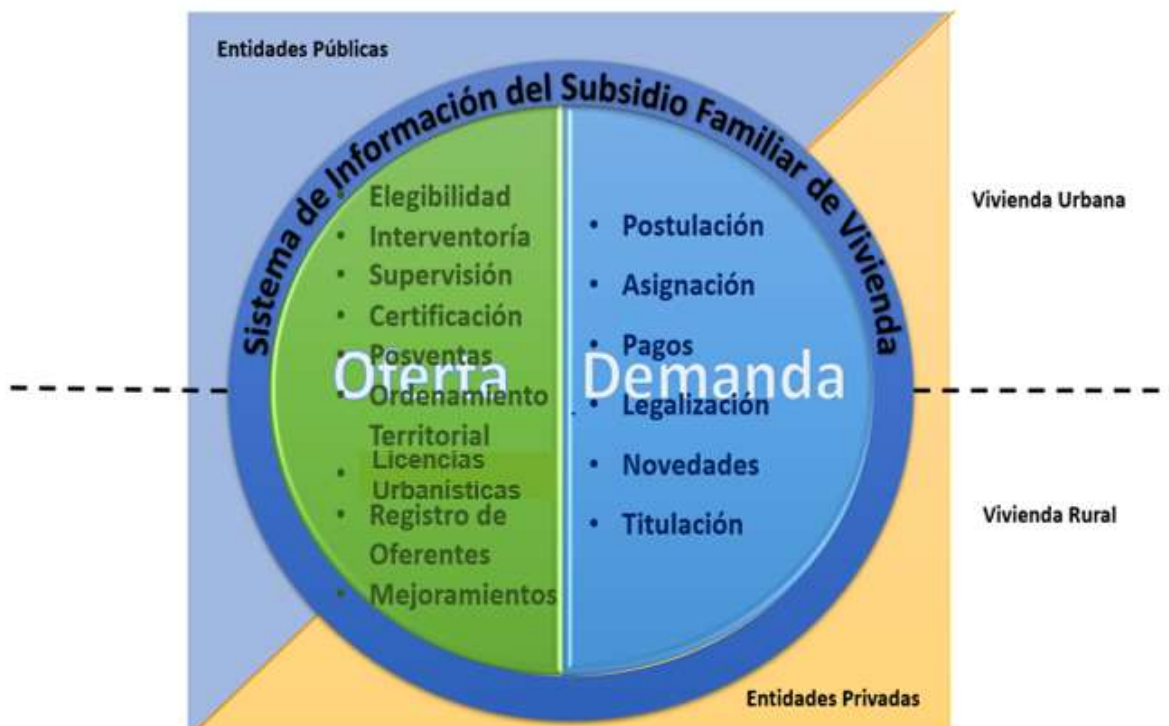 Entidades Públicas
Sistema de Información del Subsidio Familiar de Vivienda
Oferta
• Elegibilidad
• Interventoría
• Supervisión
• Certificación
• Posventas
• Ordenamiento
Territorial
• Licencias
Urbanísticas
• Registro de
Oferentes
• Mejoramientos
Demanda
• Postulación
• Asignación
• Pagos
• Legalización
• Novedades
• Titulación
Vivienda Urbana
Vivienda Rural
Entidades Privadas